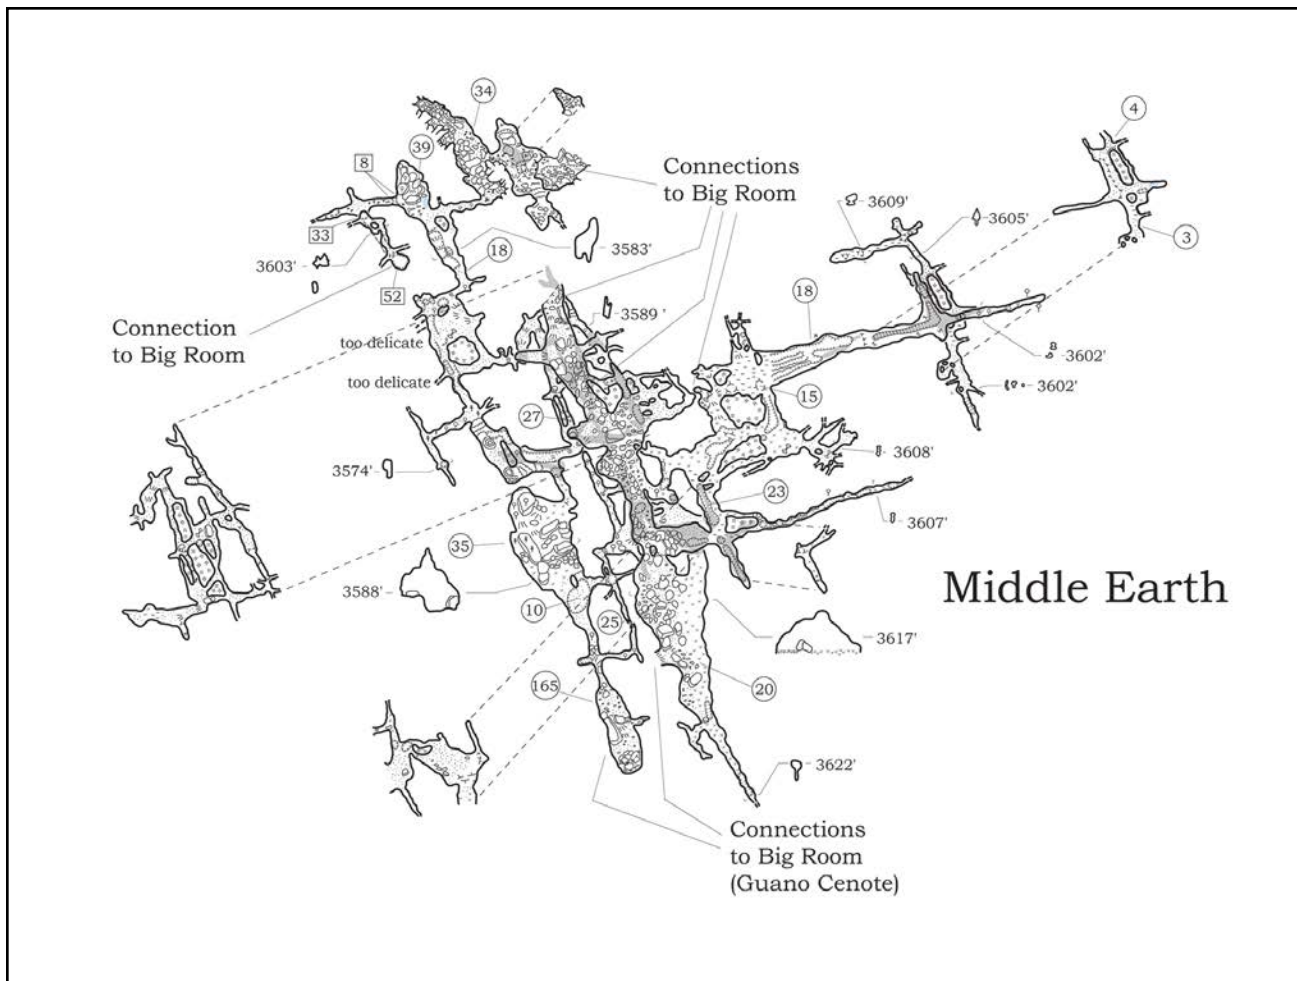 34
4
39
8
Connections
to Big Room
3609'
3605'
33
3
3603'
18
3583'
52
18
Connection
to Big Room
too delicate
3589 '
B
3602'
too delicate
3602'
15
27
3574'
3608'
23
3607'
35
3588'
Middle Earth
10
25
3617'
165
20
3622'
Connections
to Big Room
(Guano Cenote)